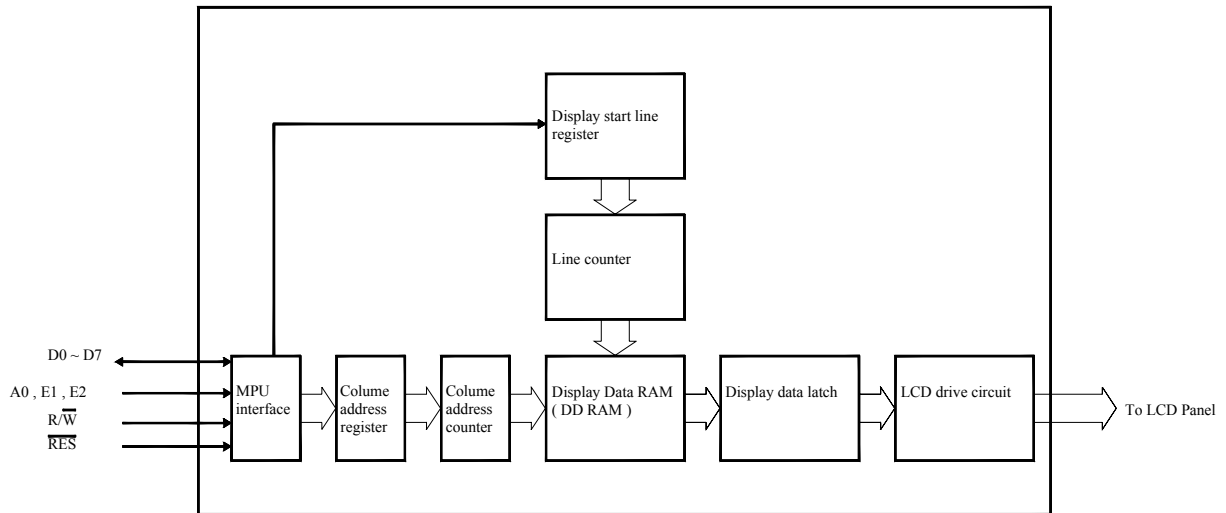 Display start line
register
Line counter
D0 ~ D7
A0 , E1 , E2
R/W̅
R̅E̅S̅
MPU
interface
Colume
address
register
Colume
address
counter
Display Data RAM
( DD RAM )
Display data latch
LCD drive circuit
To LCD Panel